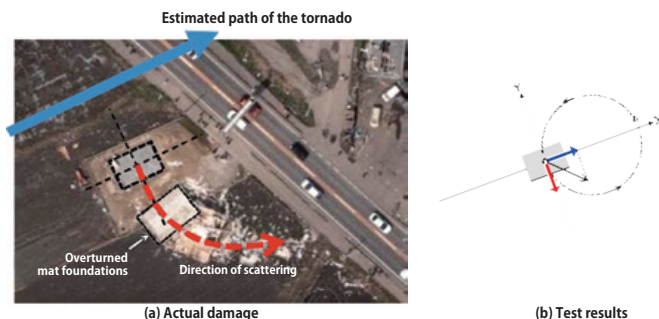 Estimated path of the tornado
Overturned
mat foundations
Direction of scattering
(a) Actual damage
Y
X
(b) Test results